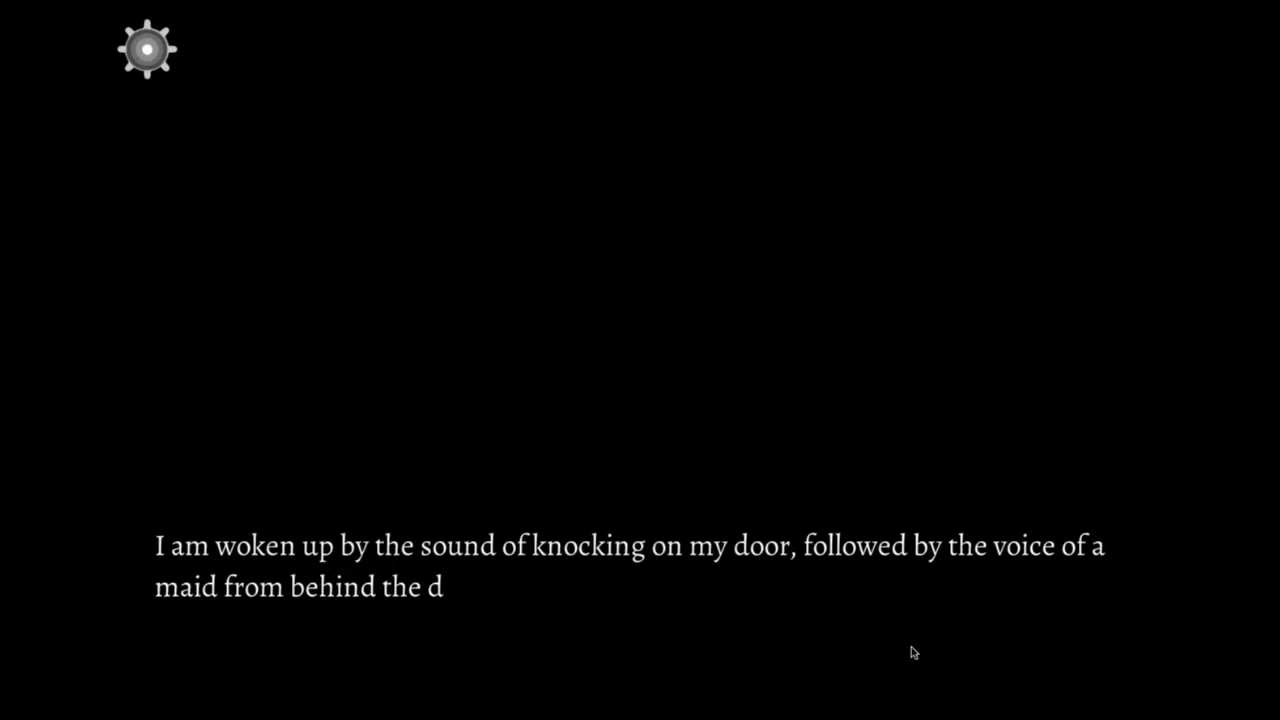 I am woken up by the sound of knocking on my door, followed by the voice of a
maid from behind the d